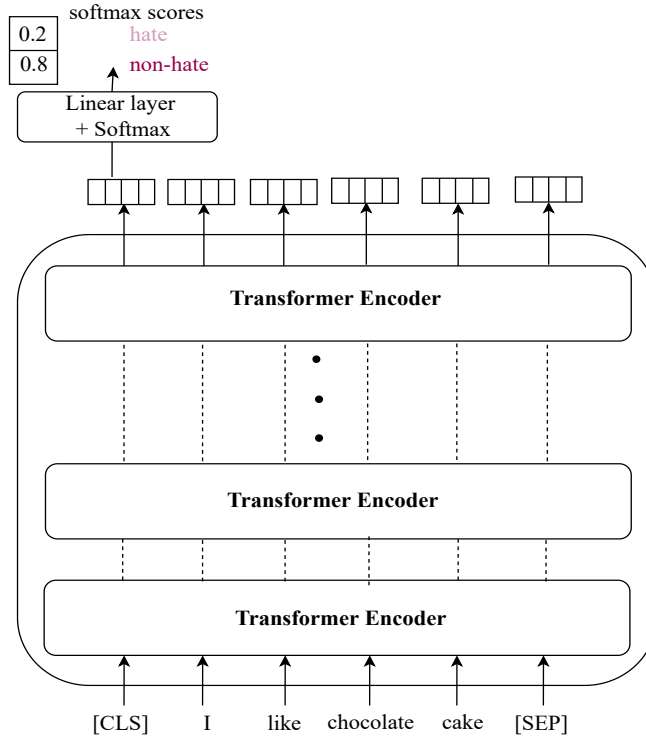 softmax scores
0.2 hate
0.8 non-hate
Linear layer
+ Softmax
Transformer Encoder
Transformer Encoder
Transformer Encoder
[CLS] I like chocolate cake [SEP]